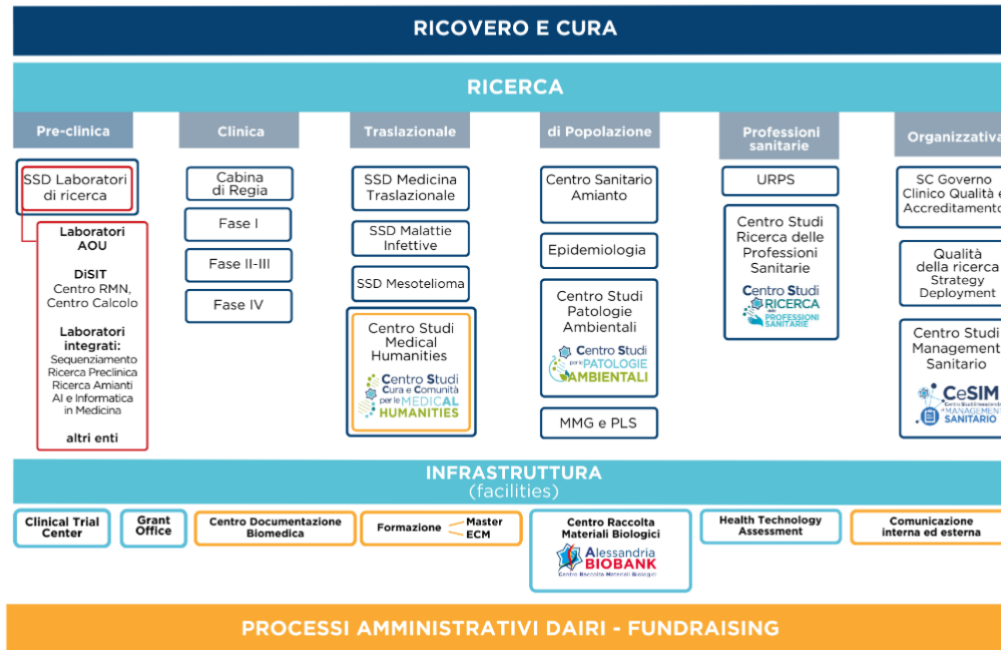 RICOVERO E CURA
RICERCA
Pre-clinica
SSD Laboratori
di ricerca
Laboratori
AOU
DiSIT
Centro RMN,
Centro Calcolo
Laboratori
integrati:
Sequenziamento
Ricerca Preclinica
Ricerca Amianti
AI e Informatica
in Medicina
altri enti
Clinica
Cabina
di Regia
Fase I
Fase II-III
Fase IV
Traslazionale
SSD Medicina
Traslazionale
SSD Malattie
Infettive
SSD Mesotelioma
Centro Studi
Medical
Humanities
Centro Studi
Cura e Comunità
per le MEDICAL
HUMANITIES
di Popolazione
Centro Sanitario
Amianto
Epidemiologia
Centro Studi
Patologie
Ambientali
Centro Studi
per le PATOLOGIE
AMBIENTALI
MMG e PLS
Professioni
sanitarie
URPS
Centro Studi
Ricerca delle
Professioni
Sanitarie
Centro Studi
RICERCA
PROFESSIONI
SANITARIE
Organizzativa
SC Governo
Clinico Qualità e
Accreditamento
Qualità
della ricerca
Strategy
Deployment
Centro Studi
Management
Sanitario
CeSIM
MANAGEMENT
SANITARIO
INFRASTRUTTURA
(facilities)
Clinical Trial
Center
Grant
Office
Centro Documentazione
Biomedica
Formazione
Master
ECM
Centro Raccolta
Materiali Biologici
Alessandria
BIOBANK
Centro Raccolta Materiali Biologici
Health Technology
Assessment
Comunicazione
interna ed esterna
PROCESSI AMMINISTRATIVI DAIRI - FUNDRAISING